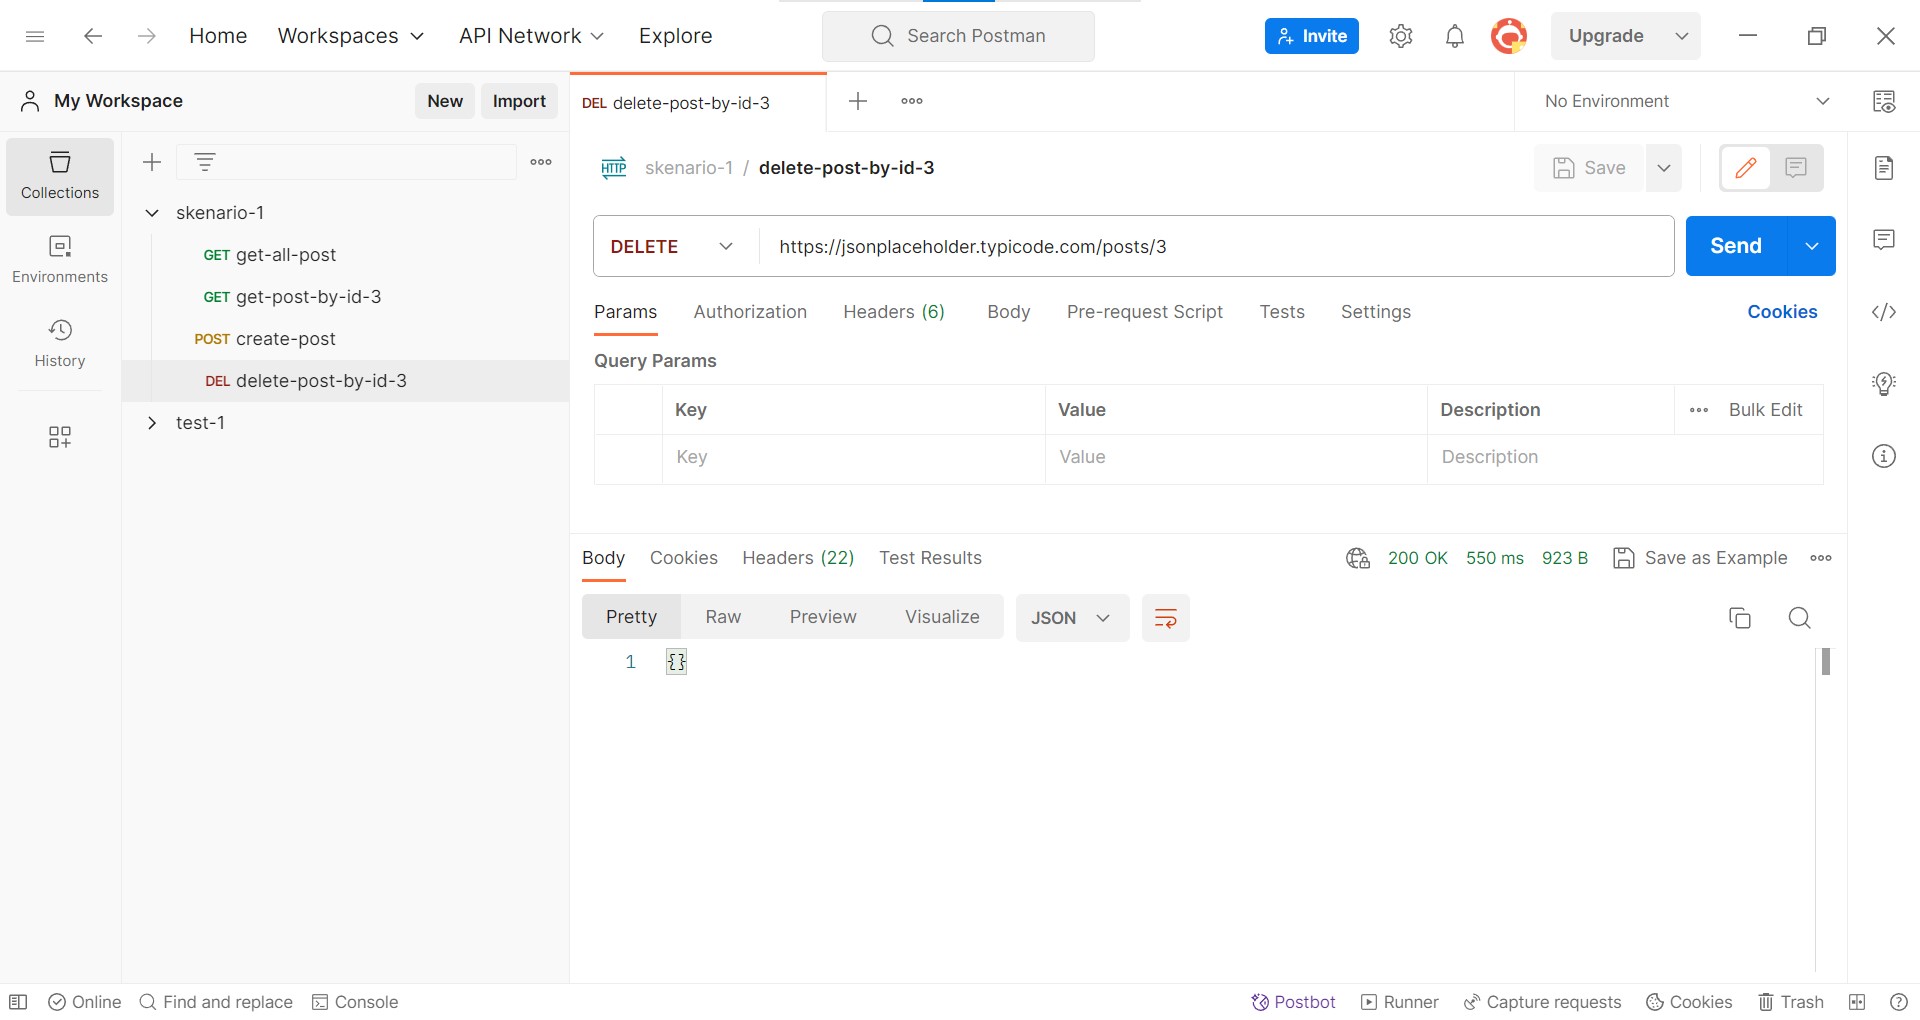 Home Workspaces API Network Explore Search Postman Invite Upgrade
My Workspace New Import DEL delete-post-by-id-3 No Environment
Collections
Environments
History
skenario-1
GET get-all-post
GET get-post-by-id-3
POST create-post
DEL delete-post-by-id-3
test-1
HTTP skenario-1 / delete-post-by-id-3 Save
DELETE https://jsonplaceholder.typicode.com/posts/3 Send
Params Authorization Headers (6) Body Pre-request Script Tests Settings Cookies
Query Params
Key Value Description Bulk Edit
Key Value Description
Body Cookies Headers (22) Test Results 200 OK 550 ms 923 B Save as Example
Pretty Raw Preview Visualize JSON
1 {}
Online Find and replace Console Postbot Runner Capture requests Cookies Trash